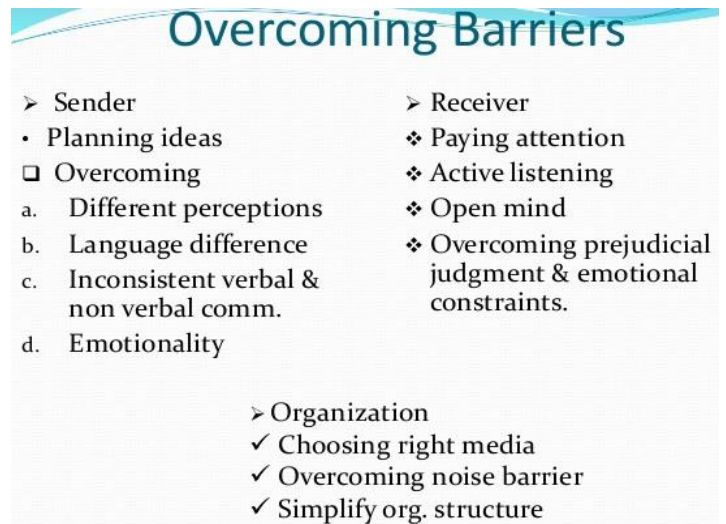 Overcoming Barriers
➢ Sender
• Planning ideas
❑ Overcoming
a. Different perceptions
b. Language difference
c. Inconsistent verbal &
non verbal comm.
d. Emotionality
➢ Receiver
❖ Paying attention
❖ Active listening
❖ Open mind
❖ Overcoming prejudicial
judgment & emotional
constraints.
➢ Organization
✓ Choosing right media
✓ Overcoming noise barrier
✓ Simplify org. structure